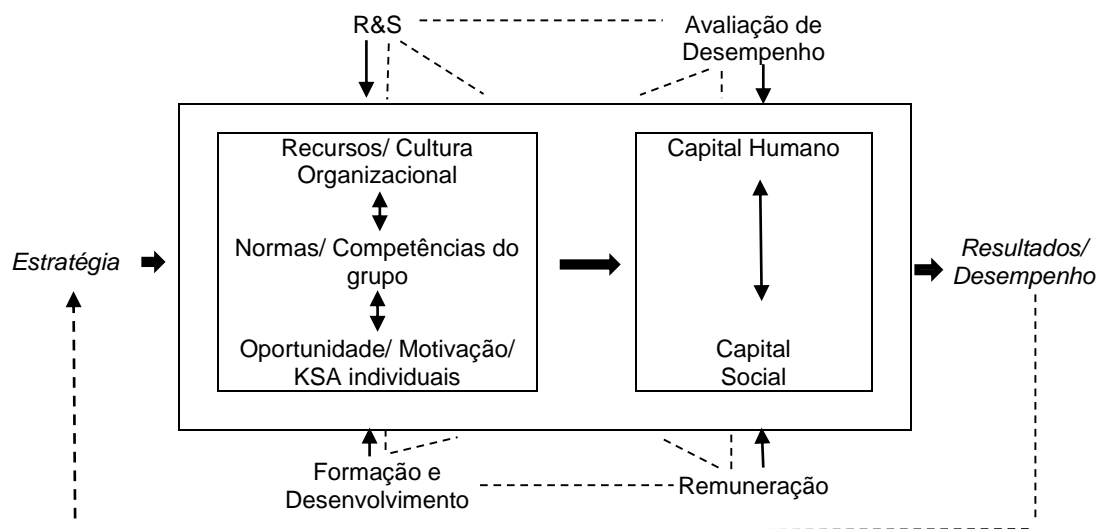 R&S
Avaliação de
Desempenho
Recursos/ Cultura
Organizacional
Capital Humano
Normas/ Competências do
grupo
Estratégia
Resultados/
Desempenho
Oportunidade/ Motivação/
KSA individuais
Capital
Social
Formação e
Desenvolvimento
Remuneração